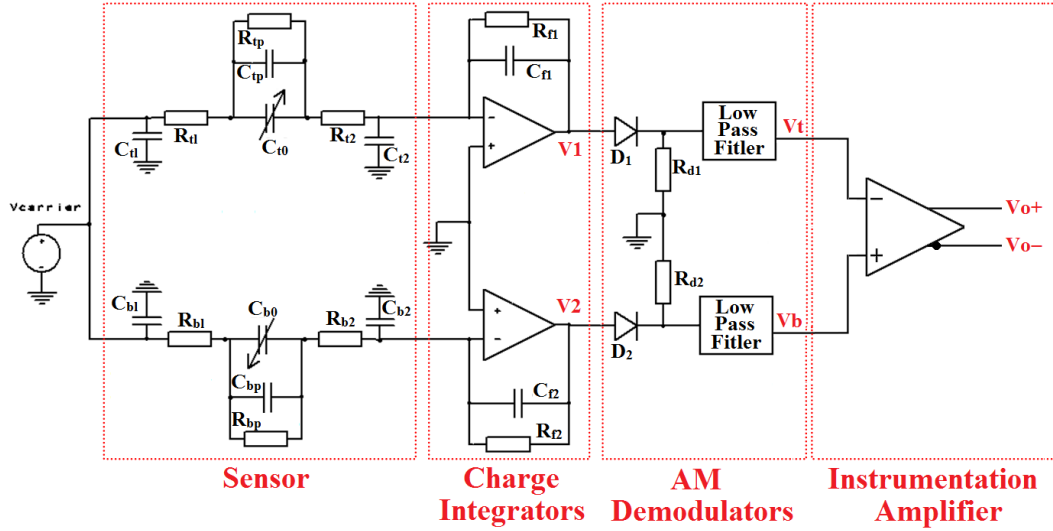 Rtp
Ctp
Rtl
Ct0
Rt2
Ctl
Ct2
Vcarrier
Cbl
Cb0
Cb2
Rbl
Rb2
Cbp
Rbp
Sensor
Rf1
Cf1
V1
V2
Cf2
Rf2
Charge
Integrators
D1
Rd1
Low
Pass
Fitler
Vt
Rd2
D2
Low
Pass
Fitler
Vb
AM
Demodulators
Vo+
Vo−
Instrumentation
Amplifier